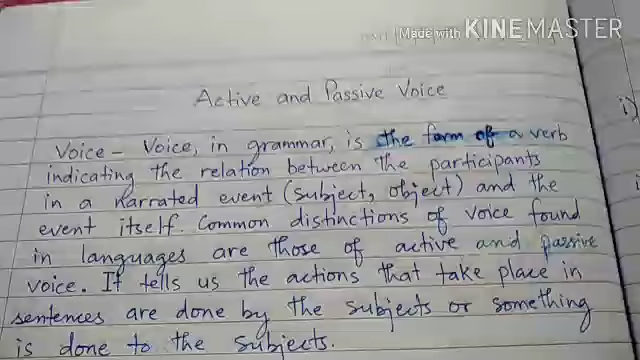 Made with KINEMASTER
Active and Passive Voice
Voice – Voice, in grammar, is the form of a verb
indicating the relation between the participants
in a narrated event (subject, object) and the
event itself. Common distinctions of voice found
in languages are those of active and passive
voice. It tells us the actions that take place in
sentences are done by the subjects or something
is done to the subjects.
i)